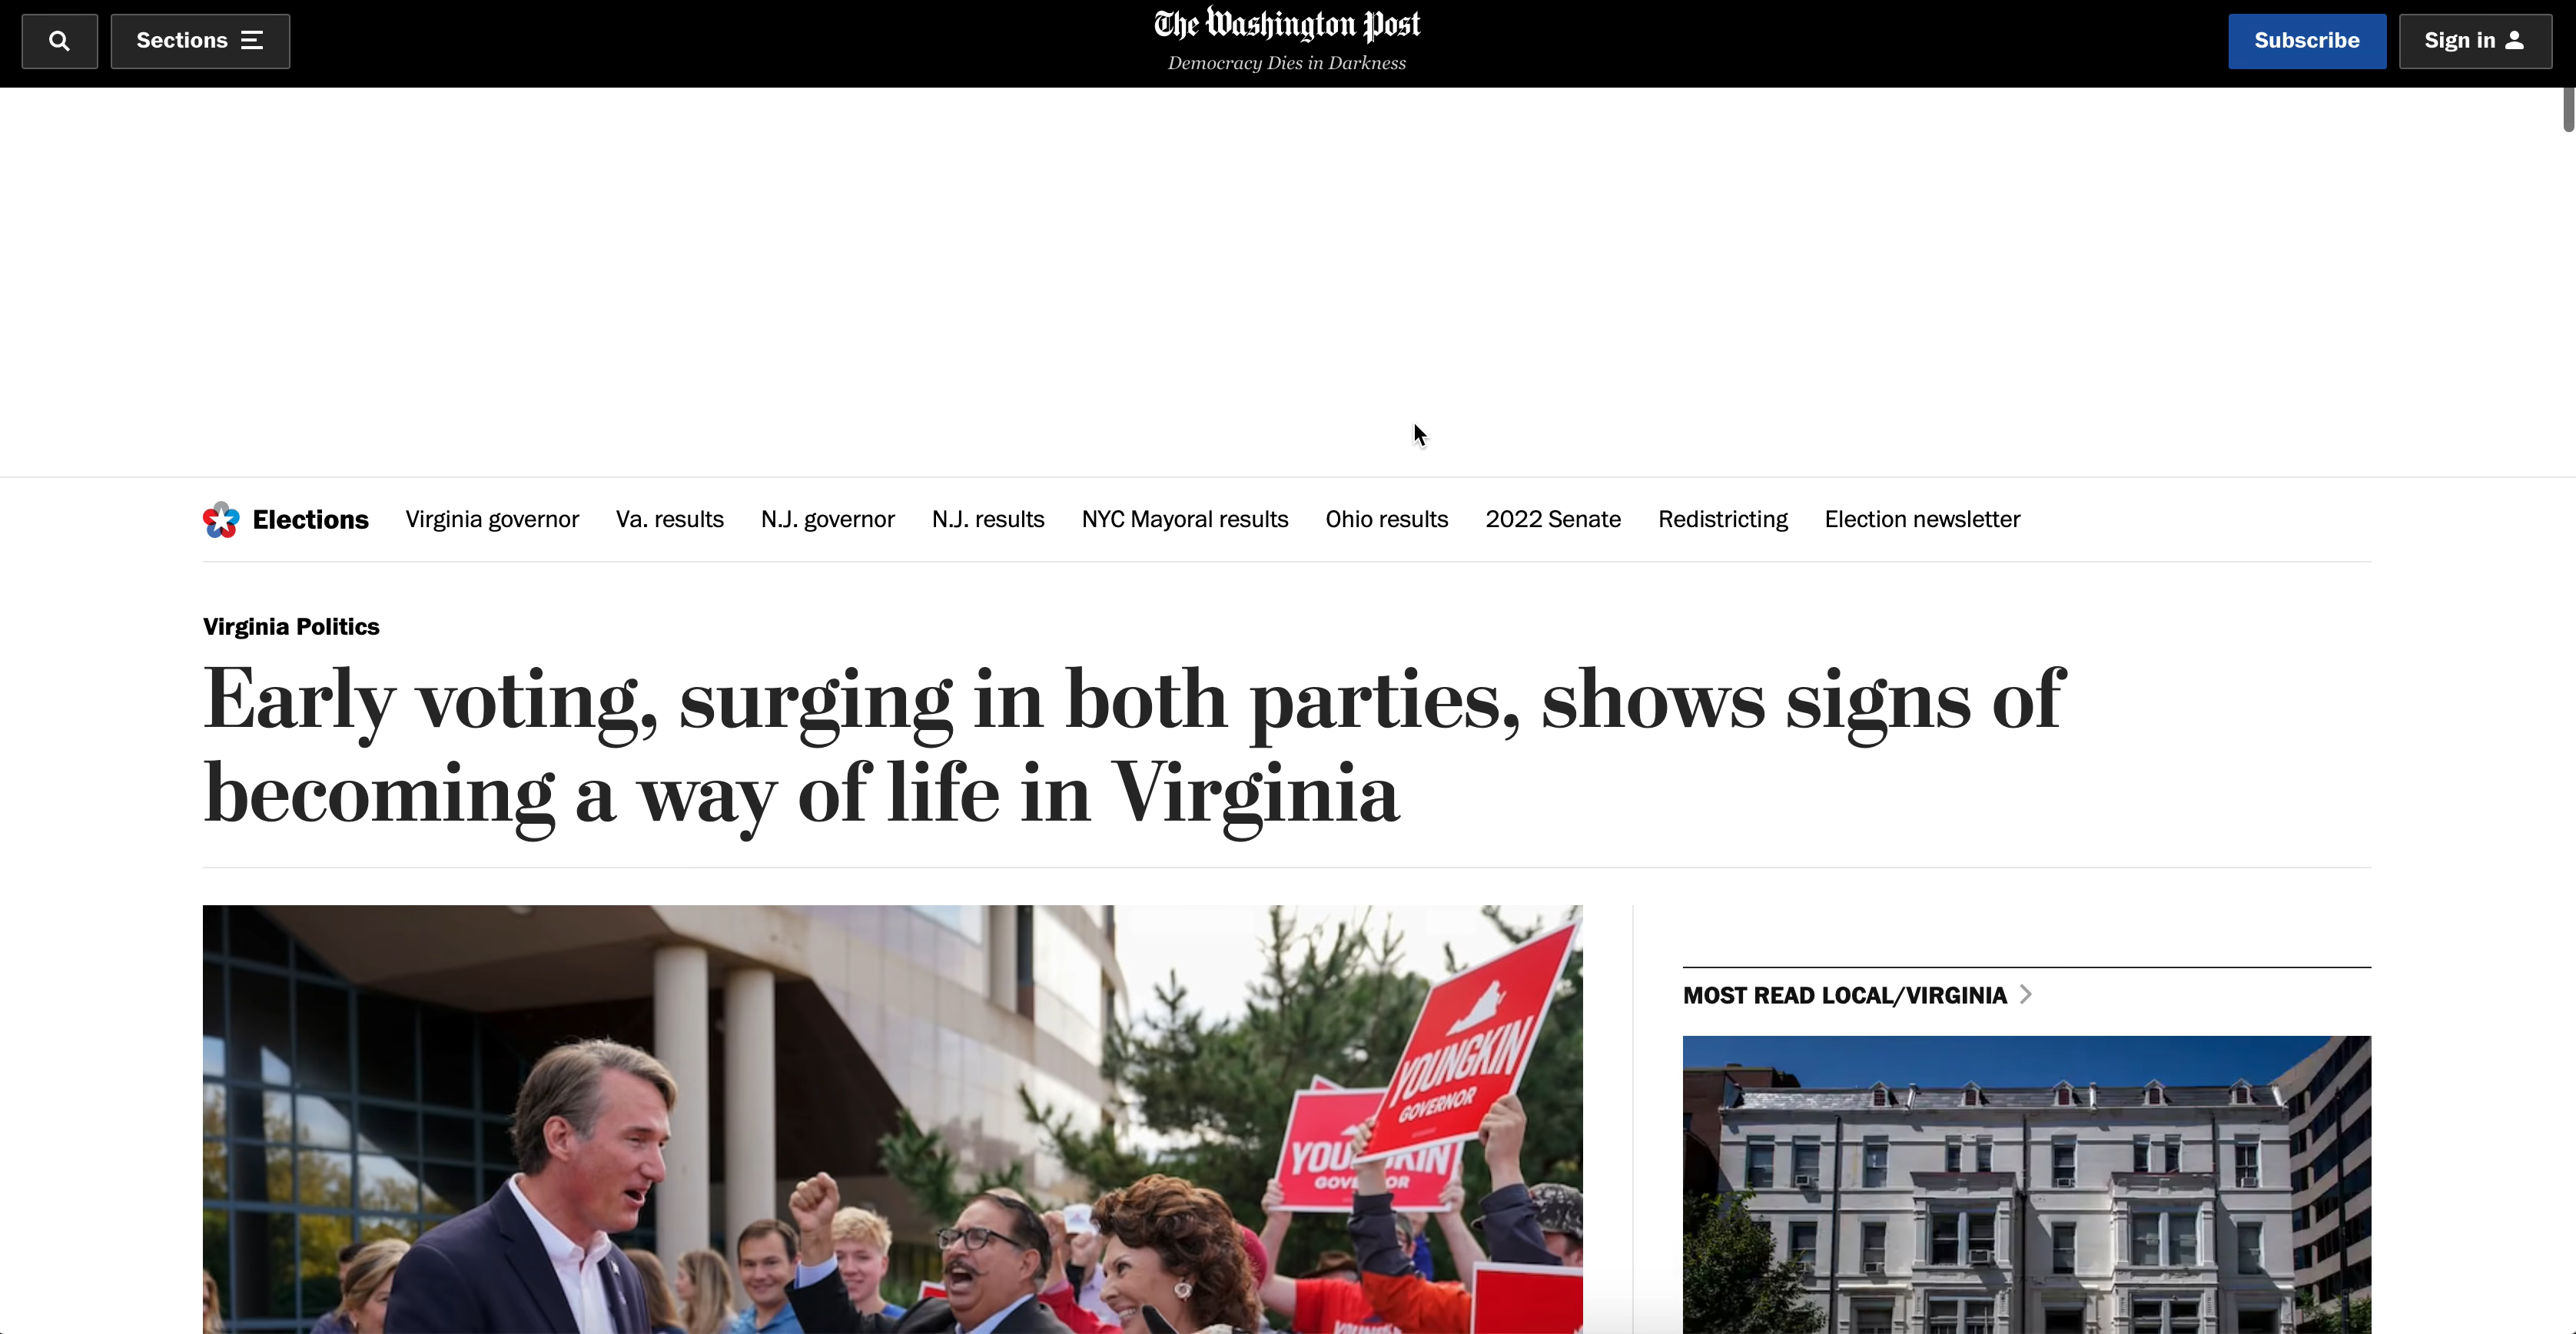 Sections
The Washington Post
Democracy Dies in Darkness
Subscribe
Sign in
Elections
Virginia governor
Va. results
N.J. governor
N.J. results
NYC Mayoral results
Ohio results
2022 Senate
Redistricting
Election newsletter
Virginia Politics
Early voting, surging in both parties, shows signs of
becoming a way of life in Virginia
MOST READ LOCAL/VIRGINIA
YOUNGKIN
GOVERNOR